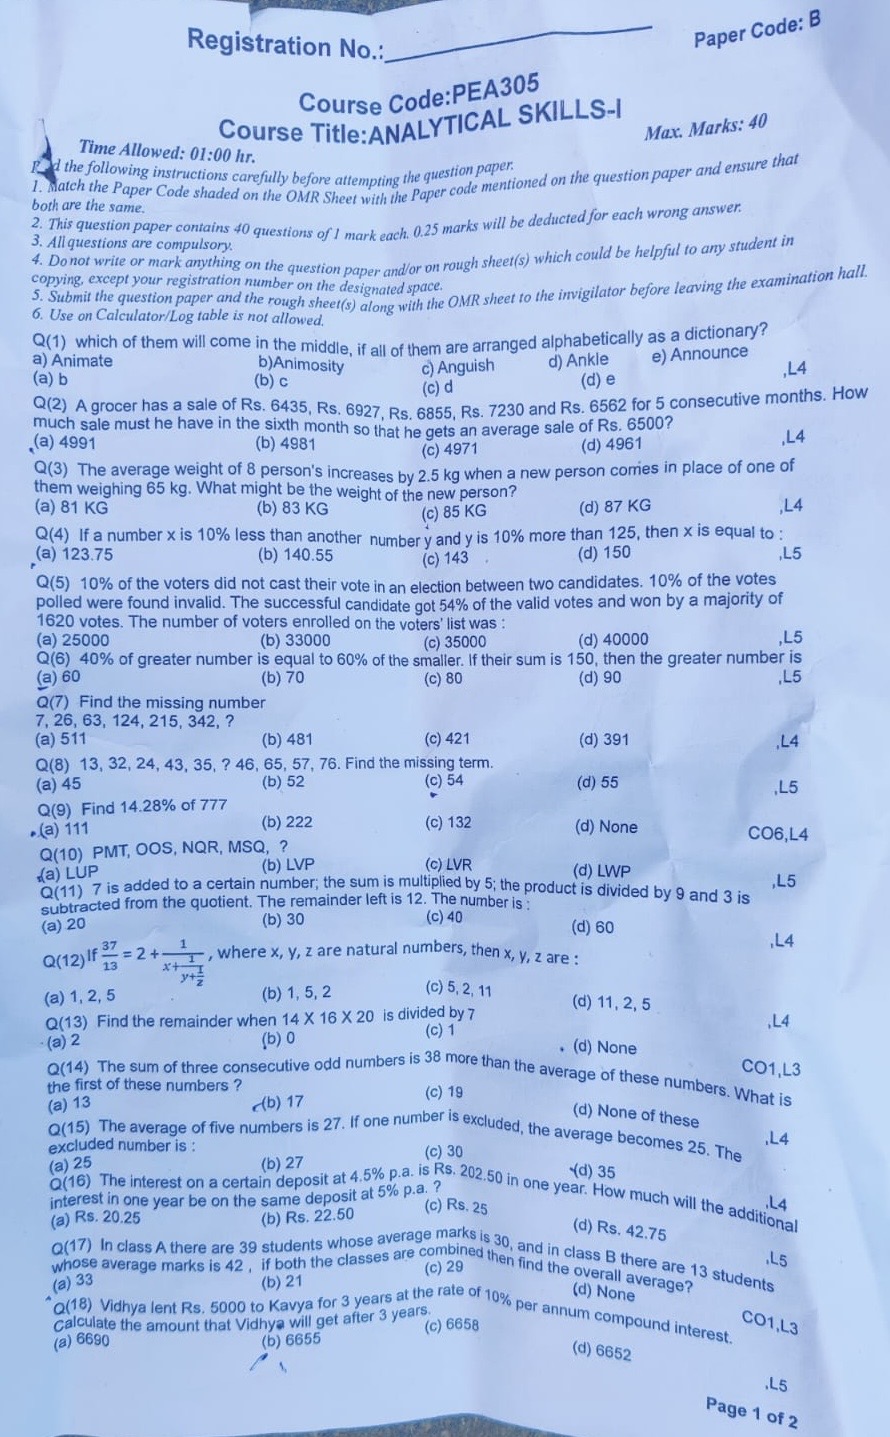 Registration No.:
Paper Code: B
Course Code:PEA305
Course Title:ANALYTICAL SKILLS-I
Time Allowed: 01:00 hr.
Max. Marks: 40
the following instructions carefully before attempting the question paper.
1. Match the Paper Code shaded on the OMR Sheet with the Paper code mentioned on the question paper and ensure that
both are the same.
2. This question paper contains 40 questions of 1 mark each. 0.25 marks will be deducted for each wrong answer.
3. All questions are compulsory.
4. Do not write or mark anything on the question paper and/or on rough sheet(s) which could be helpful to any student in
copying, except your registration number on the designated space.
5. Submit the question paper and the rough sheet(s) along with the OMR sheet to the invigilator before leaving the examination hall.
6. Use on Calculator/Log table is not allowed.
Q(1) which of them will come in the middle, if all of them are arranged alphabetically as a dictionary?
a) Animate b)Animosity c) Anguish d) Ankle e) Announce
(a) b (b) c (c) d (d) e ,L4
Q(2) A grocer has a sale of Rs. 6435, Rs. 6927, Rs. 6855, Rs. 7230 and Rs. 6562 for 5 consecutive months. How
much sale must he have in the sixth month so that he gets an average sale of Rs. 6500?
(a) 4991 (b) 4981 (c) 4971 (d) 4961 ,L4
Q(3) The average weight of 8 person's increases by 2.5 kg when a new person comes in place of one of
them weighing 65 kg. What might be the weight of the new person?
(a) 81 KG (b) 83 KG (c) 85 KG (d) 87 KG ,L4
Q(4) If a number x is 10% less than another number y and y is 10% more than 125, then x is equal to :
(a) 123.75 (b) 140.55 (c) 143 (d) 150 ,L5
Q(5) 10% of the voters did not cast their vote in an election between two candidates. 10% of the votes
polled were found invalid. The successful candidate got 54% of the valid votes and won by a majority of
1620 votes. The number of voters enrolled on the voters' list was :
(a) 25000 (b) 33000 (c) 35000 (d) 40000 ,L5
Q(6) 40% of greater number is equal to 60% of the smaller. If their sum is 150, then the greater number is
(a) 60 (b) 70 (c) 80 (d) 90 ,L5
Q(7) Find the missing number
7, 26, 63, 124, 215, 342, ?
(a) 511 (b) 481 (c) 421 (d) 391 ,L4
Q(8) 13, 32, 24, 43, 35, ? 46, 65, 57, 76. Find the missing term.
(a) 45 (b) 52 (c) 54 (d) 55 ,L5
Q(9) Find 14.28% of 777
(a) 111 (b) 222 (c) 132 (d) None CO6,L4
Q(10) PMT, OOS, NQR, MSQ, ?
(a) LUP (b) LVP (c) LVR (d) LWP ,L5
Q(11) 7 is added to a certain number; the sum is multiplied by 5; the product is divided by 9 and 3 is
subtracted from the quotient. The remainder left is 12. The number is :
(a) 20 (b) 30 (c) 40 (d) 60 ,L4
Q(12) If 37/13 = 2 + 1/(x+1/(y+1/z)), where x, y, z are natural numbers, then x, y, z are :
(a) 1, 2, 5 (b) 1, 5, 2 (c) 5, 2, 11 (d) 11, 2, 5 ,L4
Q(13) Find the remainder when 14 X 16 X 20 is divided by 7
(a) 2 (b) 0 (c) 1 (d) None CO1,L3
Q(14) The sum of three consecutive odd numbers is 38 more than the average of these numbers. What is
the first of these numbers ?
(a) 13 (b) 17 (c) 19 (d) None of these ,L4
Q(15) The average of five numbers is 27. If one number is excluded, the average becomes 25. The
excluded number is :
(a) 25 (b) 27 (c) 30 (d) 35 ,L4
Q(16) The interest on a certain deposit at 4.5% p.a. is Rs. 202.50 in one year. How much will the additional
interest in one year be on the same deposit at 5% p.a. ?
(a) Rs. 20.25 (b) Rs. 22.50 (c) Rs. 25 (d) Rs. 42.75 ,L5
Q(17) In class A there are 39 students whose average marks is 30, and in class B there are 13 students
whose average marks is 42 , if both the classes are combined then find the overall average?
(a) 33 (b) 21 (c) 29 (d) None CO1,L3
Q(18) Vidhya lent Rs. 5000 to Kavya for 3 years at the rate of 10% per annum compound interest.
Calculate the amount that Vidhya will get after 3 years.
(a) 6690 (b) 6655 (c) 6658 (d) 6652 ,L5
Page 1 of 2